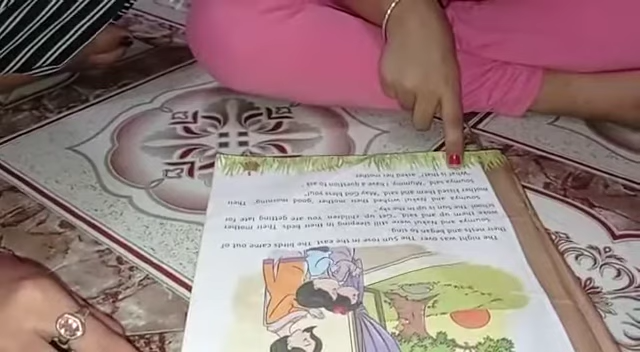 The night was over. The Sun rose in the east. The birds came out of
their nests and began to sing.
Soumya and Nakul were still sleeping in their beds. Their mother
woke them up and said, "Get up, children, you are getting late for
school. The Sun is up in the sky."
Soumya and Nakul wished their mother, "good morning". Their
mother kissed them and said, "May God bless you".
Soumya said, "Mummy, I have a question to ask".
"What is that", asked her mother.